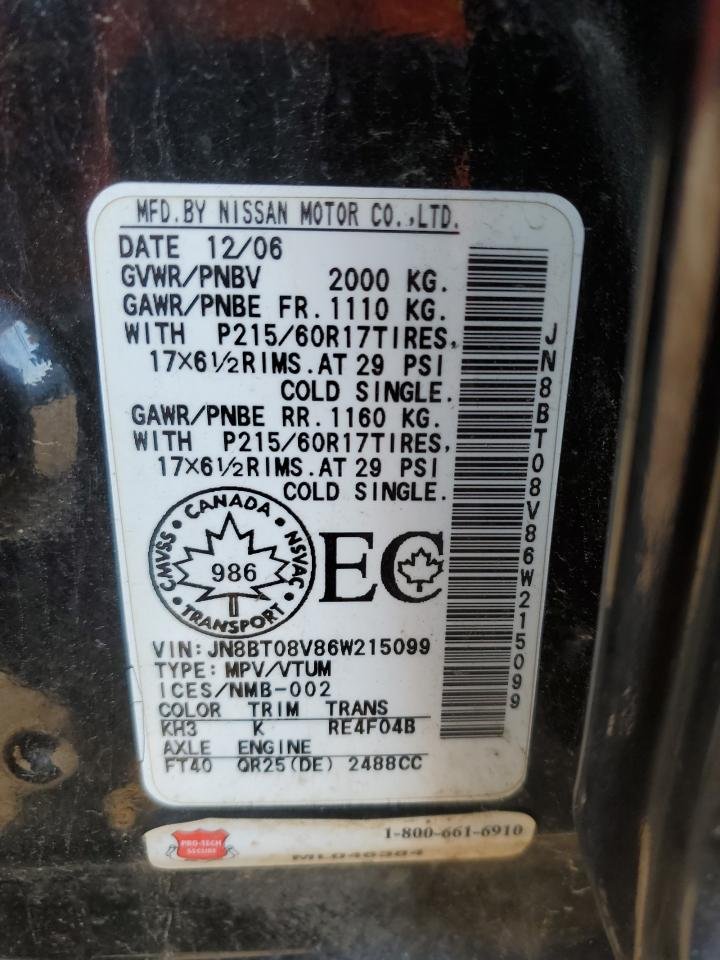 MFD.BY NISSAN MOTOR CO.,LTD.
DATE 12/06
GVWR/PNBV 2000 KG.
GAWR/PNBE FR.1110 KG.
WITH P215/60R17TIRES,
17×6½RIMS.AT 29 PSI
COLD SINGLE.
GAWR/PNBE RR.1160 KG.
WITH P215/60R17TIRES,
17×6½RIMS.AT 29 PSI
COLD SINGLE.
CANADA • NSVAC • TRANSPORT • CMVSS •
986
EC
VIN:JN8BT08V86W215099
TYPE:MPV/VTUM
ICES/NMB-002
COLOR TRIM TRANS
KH3 K RE4F04B
AXLE ENGINE
FT40 QR25(DE) 2488CC
JN8BT08V86W215099
PRO-TECH
SECURE
1-800-661-6910